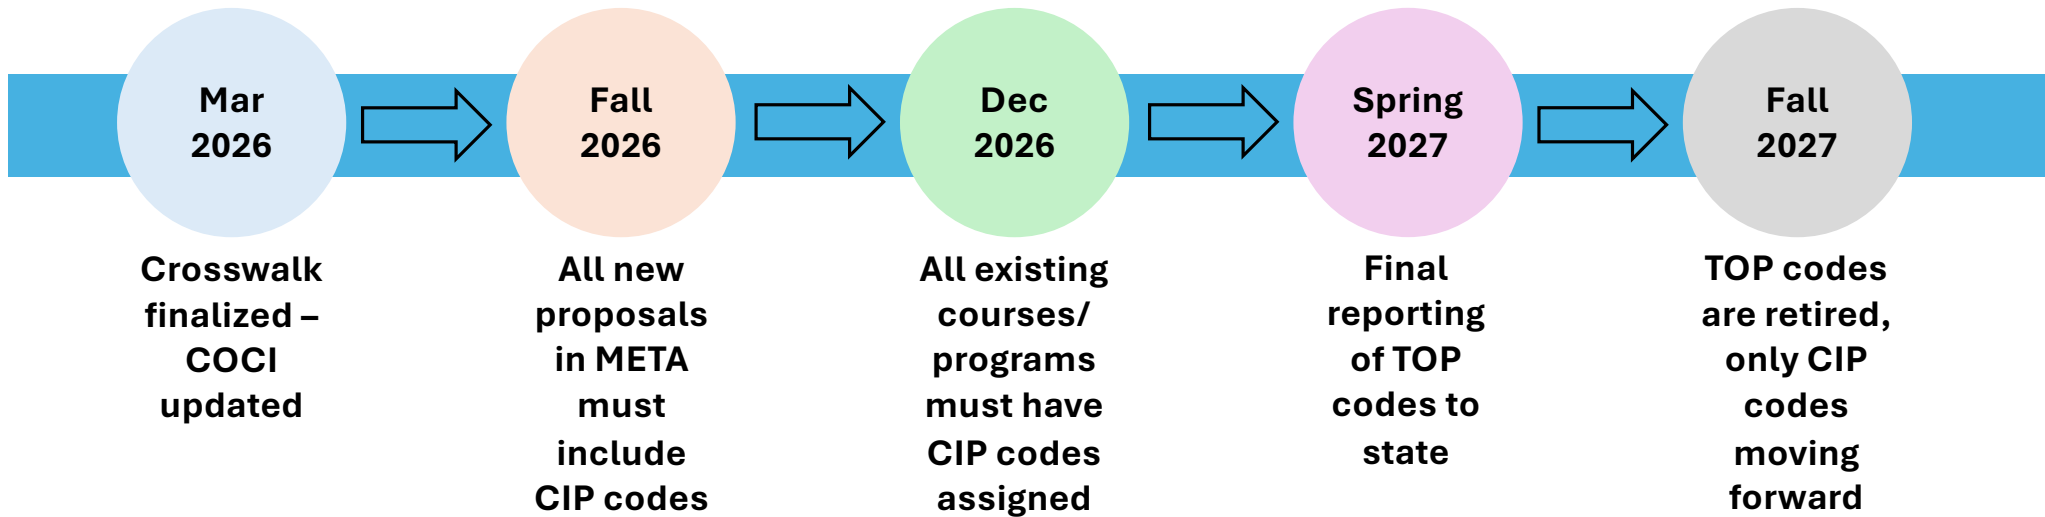 Mar
2026
Fall
2026
Dec
2026
Spring
2027
Fall
2027
Crosswalk
finalized –
COCI
updated
All new
proposals
in META
must
include
CIP codes
All existing
courses/
programs
must have
CIP codes
assigned
Final
reporting
of TOP
codes to
state
TOP codes
are retired,
only CIP
codes
moving
forward